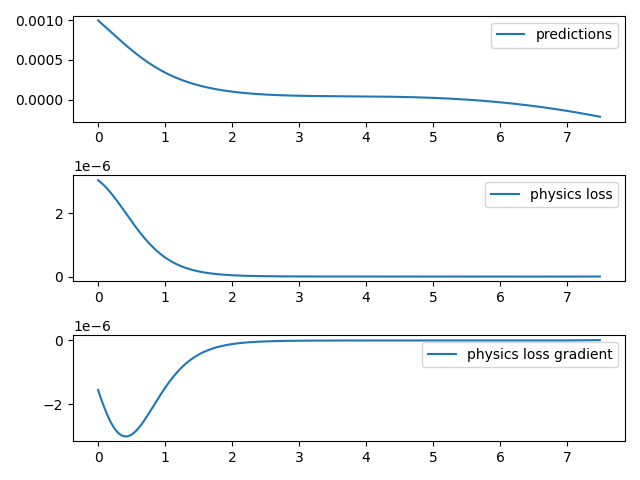 0.0010
0.0005
0.0000
predictions
0 1 2 3 4 5 6 7
1e−6
2
0
physics loss
0 1 2 3 4 5 6 7
1e−6
0
−2
physics loss gradient
0 1 2 3 4 5 6 7